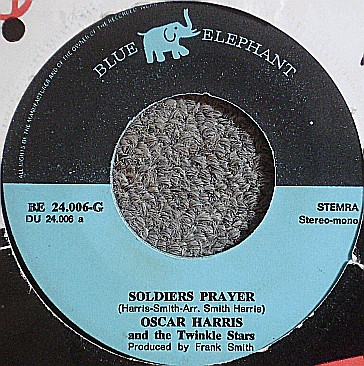 ALL RIGHTS OF THE MANUFACTURER AND OF THE OWNER OF THE RECORDED WORK
BLUE ELEPHANT
BE 24.006-G
DU 24.006 a
STEMRA
Stereo-mono
SOLDIERS PRAYER
(Harris-Smith-Arr. Smith Harris)
OSCAR HARRIS
and the Twinkle Stars
Produced by Frank Smith